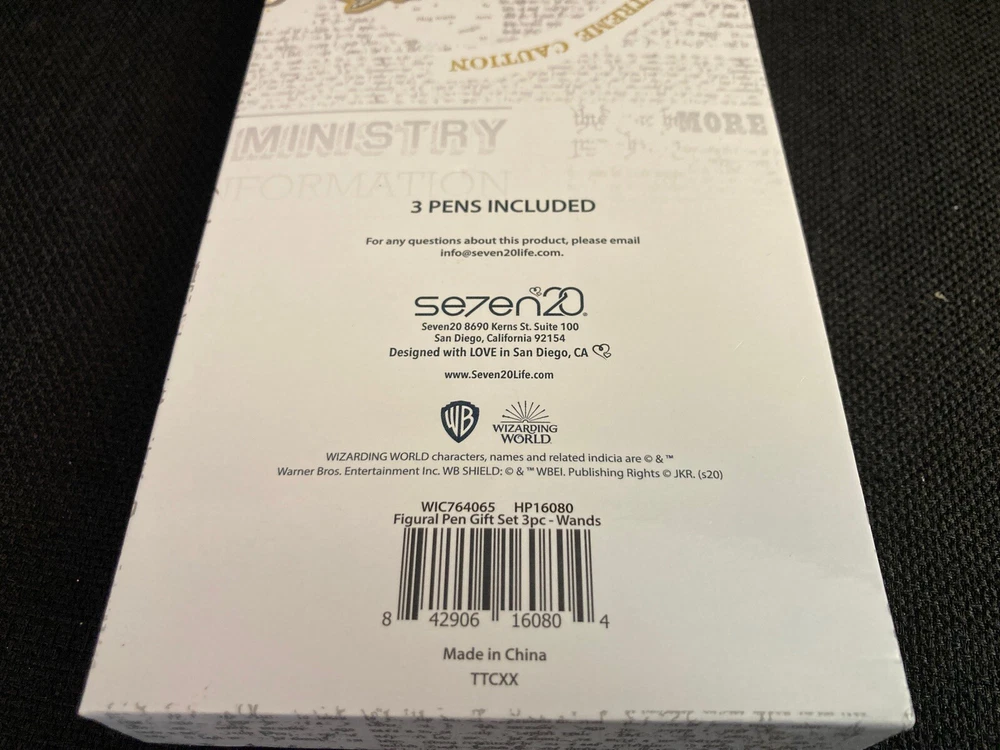 TREME CAUTION
MINISTRY
MORE
NFORMATION
3 PENS INCLUDED
For any questions about this product, please email
info@seven20life.com.
se7en20®
Seven20 8690 Kerns St. Suite 100
San Diego, California 92154
Designed with LOVE in San Diego, CA
www.Seven20Life.com
WB
WIZARDING
WORLD
WIZARDING WORLD characters, names and related indicia are © & ™
Warner Bros. Entertainment Inc. WB SHIELD: © & ™ WBEI. Publishing Rights © JKR. (s20)
WIC764065 HP16080
Figural Pen Gift Set 3pc - Wands
8 42906 16080 4
Made in China
TTCXX